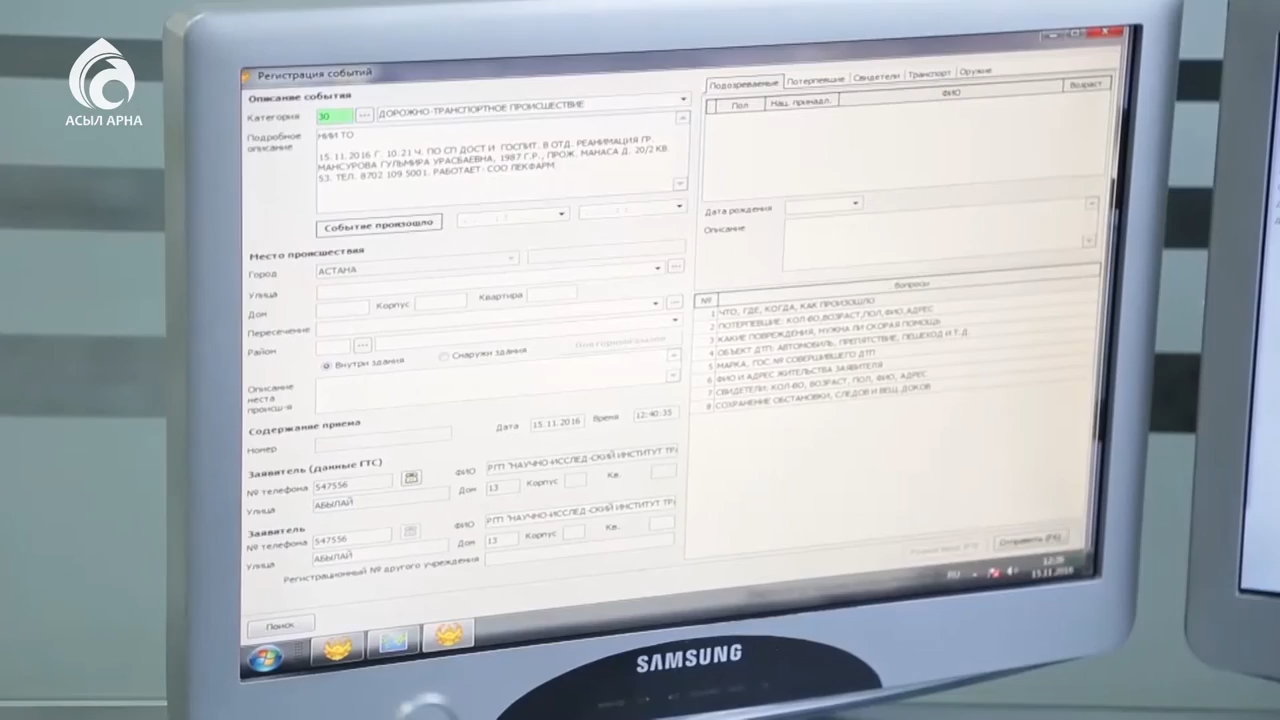 АСЫЛ АРНА
Регистрация событий
Описание события
Категория 30 ... ДОРОЖНО-ТРАНСПОРТНОЕ ПРОИСШЕСТВИЕ
Подробное описание
НИИ ТО
15.11.2016 Г. 10.21 Ч. ПО СП ДОСТ И ГОСПИТ. В ОТД. РЕАНИМАЦИЯ ГР.
МАНСУРОВА ГУЛЬМИРА УРАСБАЕВНА, 1987 Г.Р., ПРОЖ. МАНАСА Д. 20/2 КВ.
53. ТЕЛ. 8702 109 5001. РАБОТАЕТ- СОО ПЕКФАРМ
Событие произошло
Место происшествия
Город АСТАНА
Улица
Дом Корпус Квартира
Пересечение
Район ...
Внутри здания Снаружи здания
Описание
места
происш-я
Содержание приема
Номер Дата 15.11.2016 Время 12:40:35
Заявитель (данные ГТС)
№ телефона 547556 ФИО РГП "НАУЧНО-ИССЛЕД-СКИЙ ИНСТИТУТ ТРА
Улица АБЫЛАЙ Дом 13 Корпус Кв.
Заявитель
№ телефона 547556 ФИО РГП "НАУЧНО-ИССЛЕД-СКИЙ ИНСТИТУТ ТРА
Улица АБЫЛАЙ Дом 13 Корпус Кв.
Регистрационный № другого учреждения
Поиск
Подозреваемые Потерпевшие Свидетели Транспорт Оружие
Пол Нац. принадл. ФИО Возраст
Дата рождения
Описание
№ Вопросы
1 ЧТО, ГДЕ, КОГДА, КАК ПРОИЗОШЛО
2 ПОТЕРПЕВШИЕ: КОЛ-ВО,ВОЗРАСТ,ПОЛ,ФИО,АДРЕС
3 КАКИЕ ПОВРЕЖДЕНИЯ, НУЖНА ЛИ СКОРАЯ ПОМОЩЬ
4 ОБЪЕКТ ДТП: АВТОМОБИЛЬ, ПРЕПЯТСТВИЕ, ПЕШЕХОД И Т.Д.
5 МАРКА, ГОС.№ СОВЕРШИВШЕГО ДТП
6 ФИО И АДРЕС ЖИТЕЛЬСТВА ЗАЯВИТЕЛЯ
7 СВИДЕТЕЛИ: КОЛ-ВО, ВОЗРАСТ, ПОЛ, ФИО, АДРЕС
8 СОХРАНЕНИЕ ОБСТАНОВКИ, СЛЕДОВ И ВЕЩ.ДОКОВ
Отправить (F6)
RU 12:39
15.11.2016
SAMSUNG